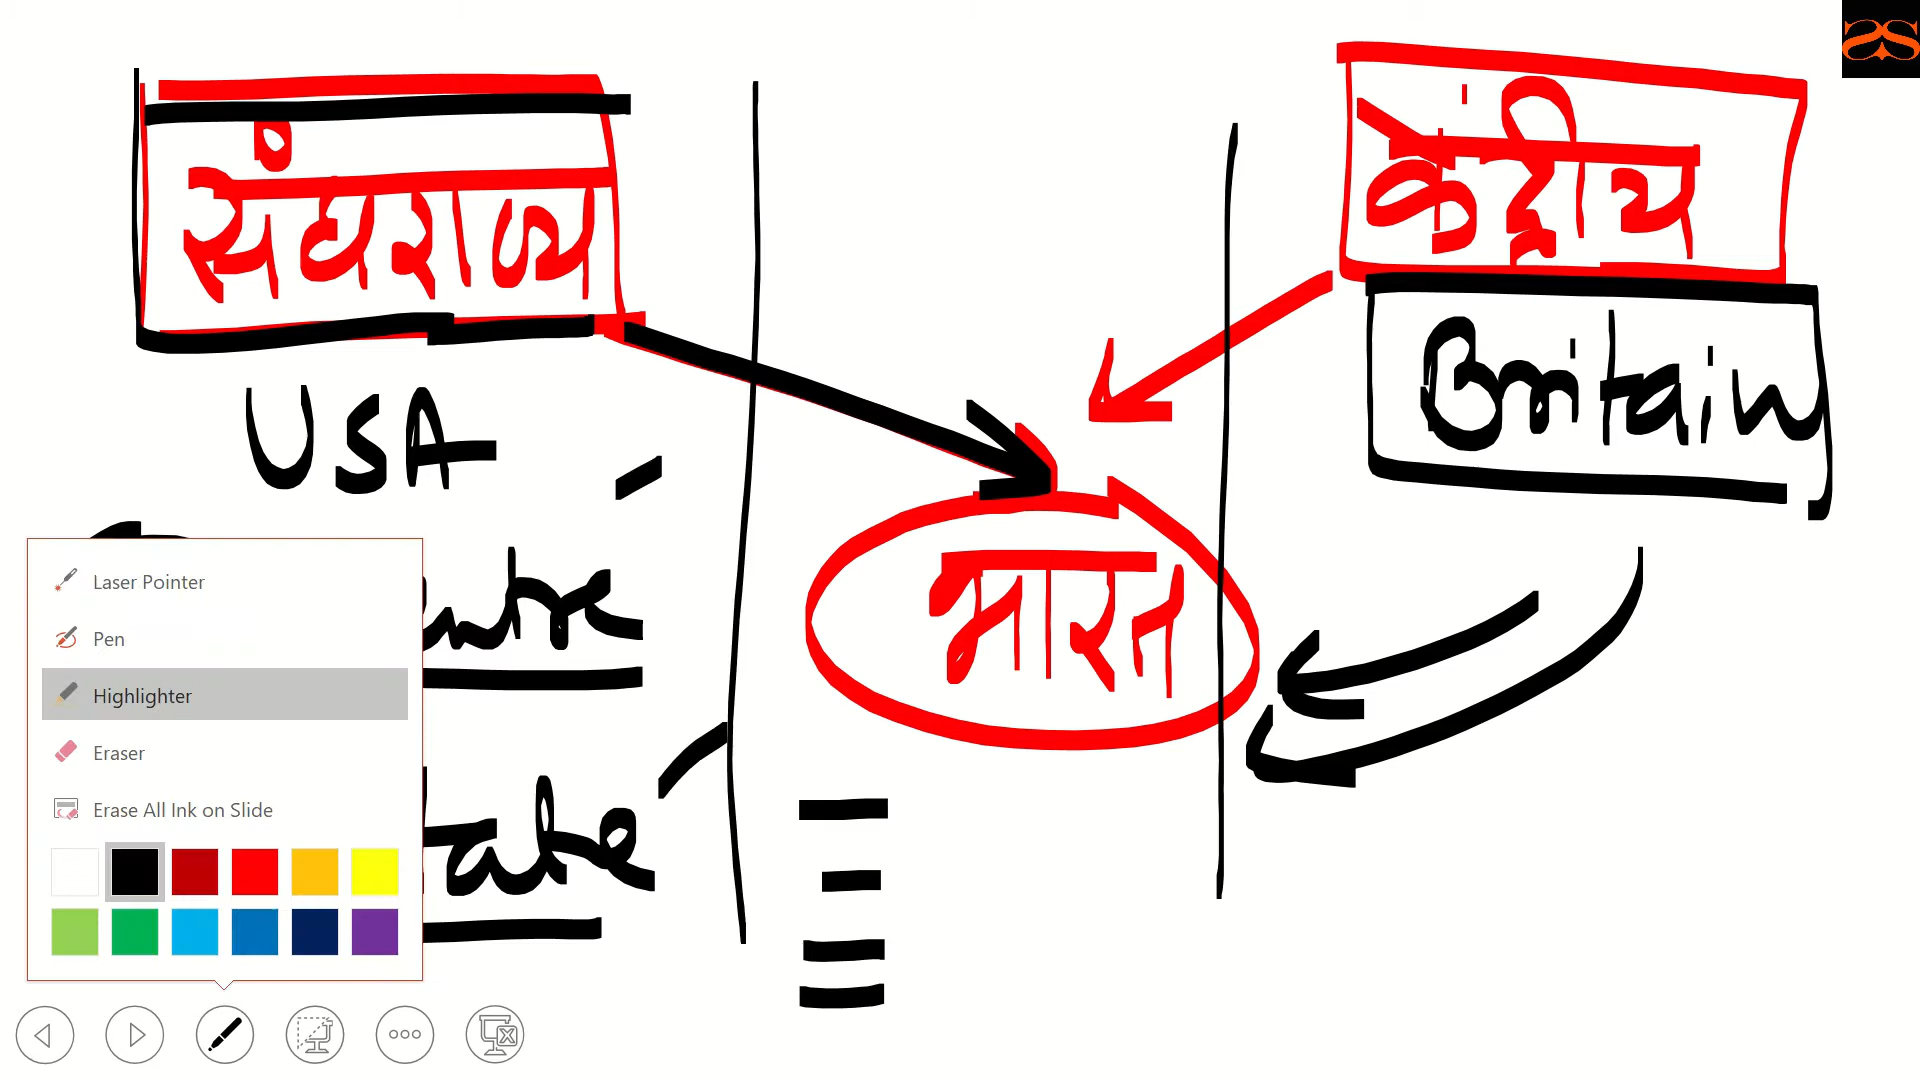 संघराज्य
केंद्रीय
USA
Britain
भारत
Laser Pointer
Pen
Highlighter
Eraser
Erase All Ink on Slide